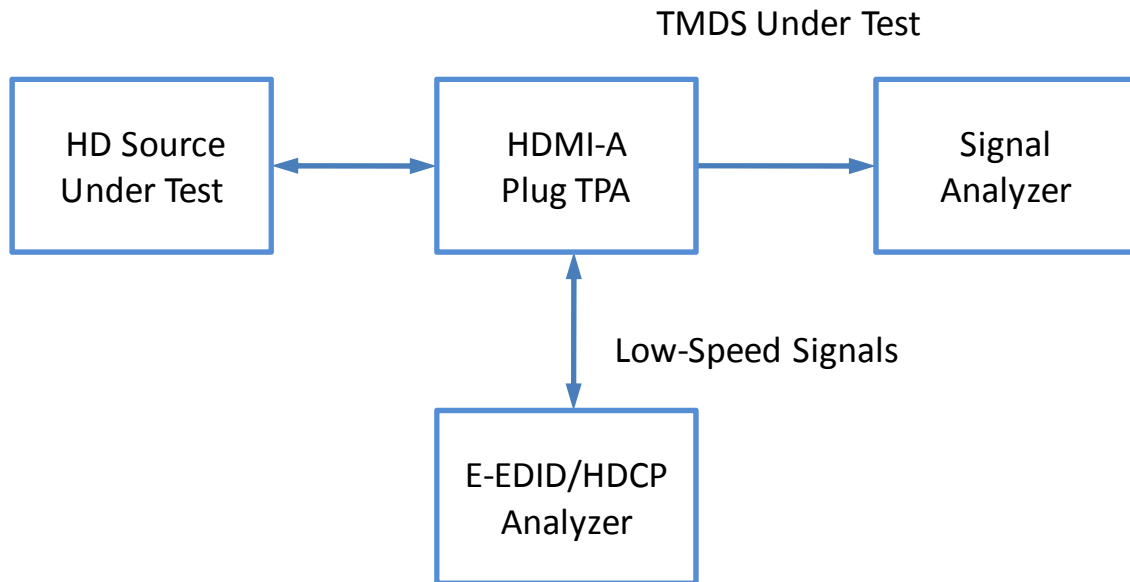 TMDS Under Test
HD Source
Under Test
HDMI-A
Plug TPA
Signal
Analyzer
Low-Speed Signals
E-EDID/HDCP
Analyzer